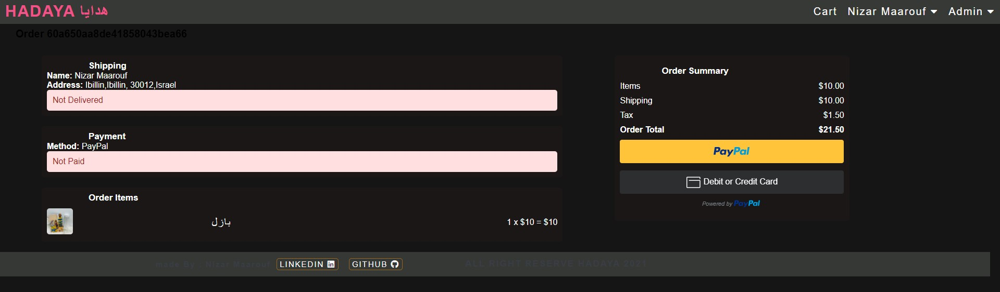 HADAYA هدايا
Cart Nizar Maarouf Admin
Order 60a650aa8de41858043bea66
Shipping
Name: Nizar Maarouf
Address: Ibillin,Ibillin, 30012,Israel
Not Delivered
Payment
Method: PayPal
Not Paid
Order Items
بازل 1 x $10 = $10
Order Summary
Items $10.00
Shipping $10.00
Tax $1.50
Order Total $21.50
PayPal
Debit or Credit Card
Powered by PayPal
made By : Nizar Maarouf LINKEDIN GITHUB ALL RIGHT RESERVE HADAYA 2021